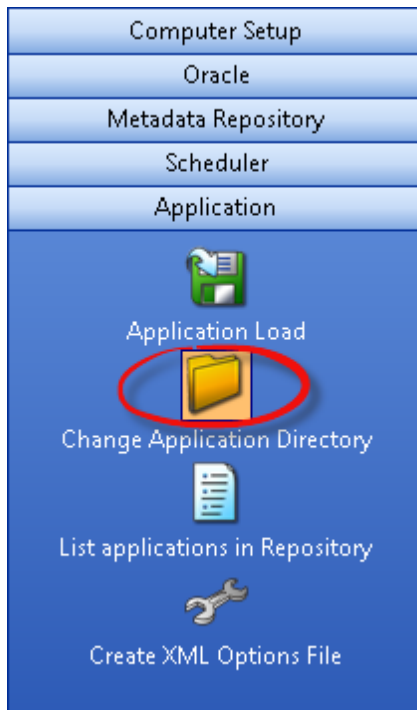 Computer Setup
Oracle
Metadata Repository
Scheduler
Application
Application Load
Change Application Directory
List applications in Repository
Create XML Options File